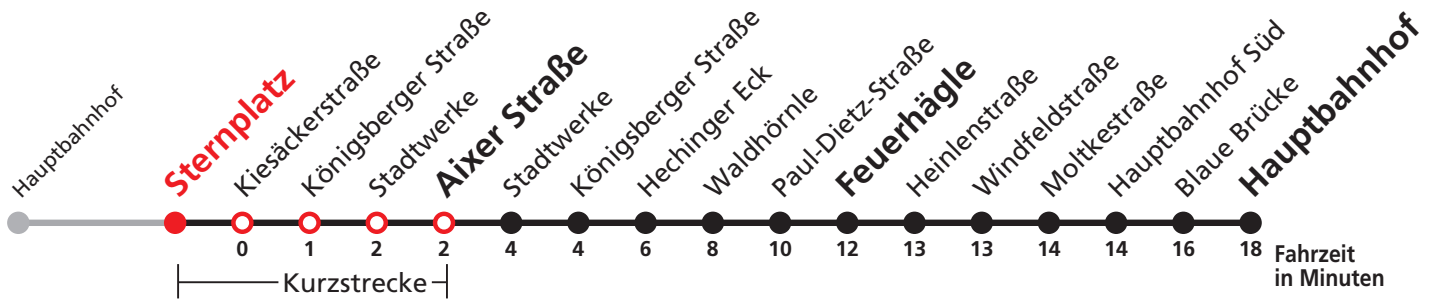 Hauptbahnhof
Sternplatz
Kiesäckerstraße
Königsberger Straße
Stadtwerke
Aixer Straße
Stadtwerke
Königsberger Straße
Hechinger Eck
Waldhörnle
Paul-Dietz-Straße
Feuerhägle
Heinlenstraße
Windfeldstraße
Moltkestraße
Hauptbahnhof Süd
Blaue Brücke
Hauptbahnhof
0 1 2 2 4 4 6 8 10 12 13 13 14 14 16 18
Fahrzeit
in Minuten
Kurzstrecke